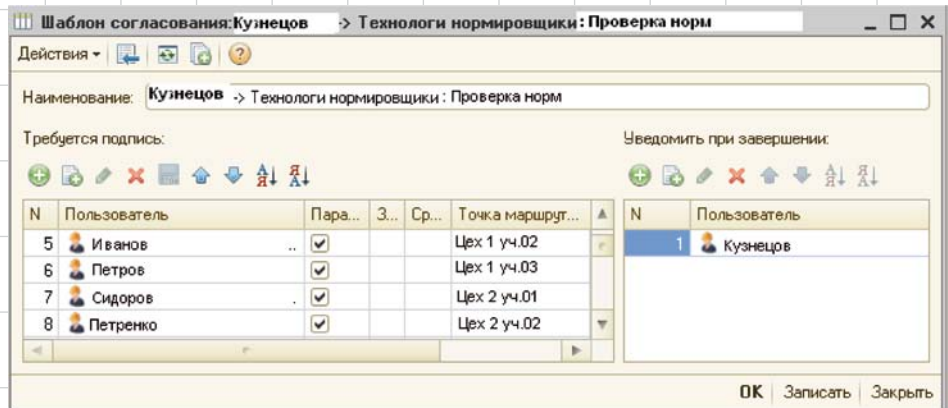 Шаблон согласования:Кузнецов -> Технологи нормировщики: Проверка норм
Действия
Наименование: Кузнецов -> Технологи нормировщики : Проверка норм
Требуется подпись: Уведомить при завершении:
N Пользователь Пара... З... Ср... Точка маршрут... N Пользователь
5 Иванов .. Цех 1 уч.02 1 Кузнецов
6 Петров Цех 1 уч.03
7 Сидоров . Цех 2 уч.01
8 Петренко Цех 2 уч.02
OK Записать Закрыть